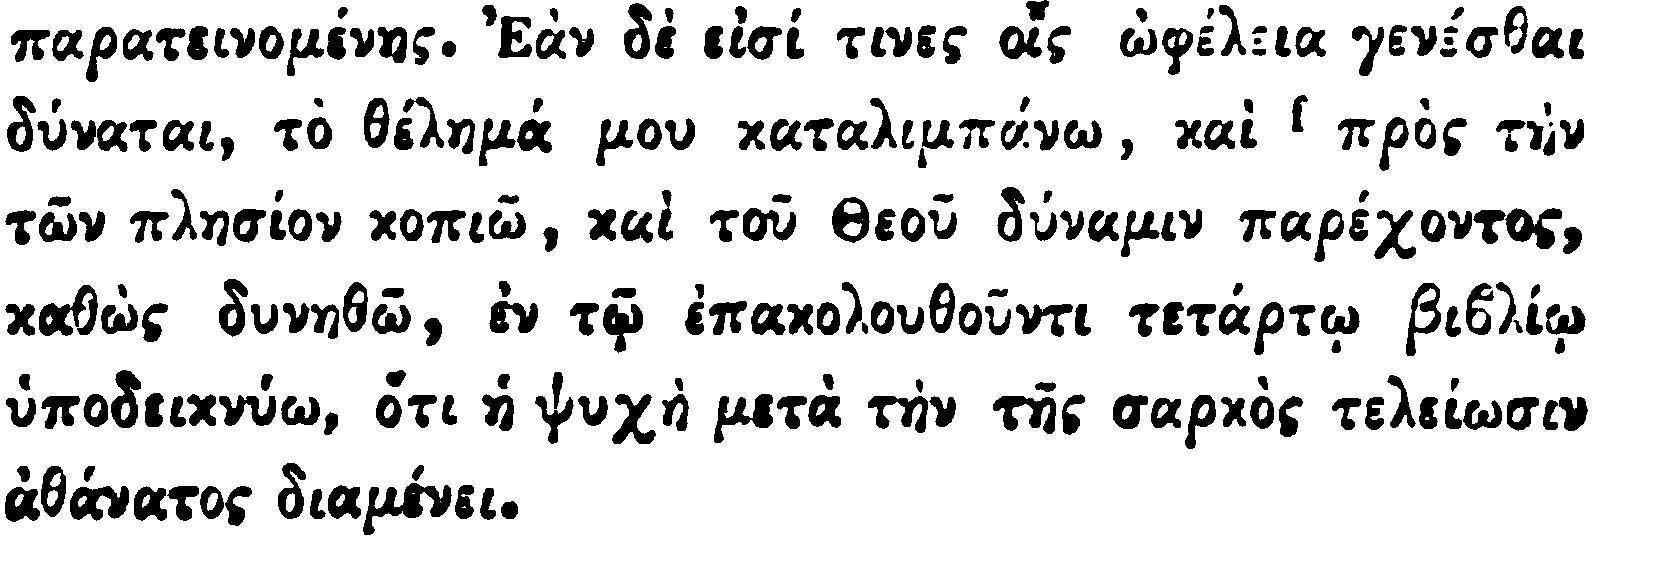 παρατεινομένης. Ἐὰν δὲ εἰσί τινες οἷς ὠφέλεια γενέσθαι
δύναται, τὸ θέλημά μου καταλιμπάνω, καὶ ᶠ πρὸς τὴν
τῶν πλησίον κοπιῶ, καὶ τοῦ Θεοῦ δύναμιν παρέχοντος,
καθὼς δυνηθῶ, ἐν τῷ ἐπακολουθοῦντι τετάρτῳ βιϐλίῳ
ὑποδεικνύω, ὅτι ἡ ψυχὴ μετὰ τὴν τῆς σαρκὸς τελείωσιν
ἀθάνατος διαμένει.